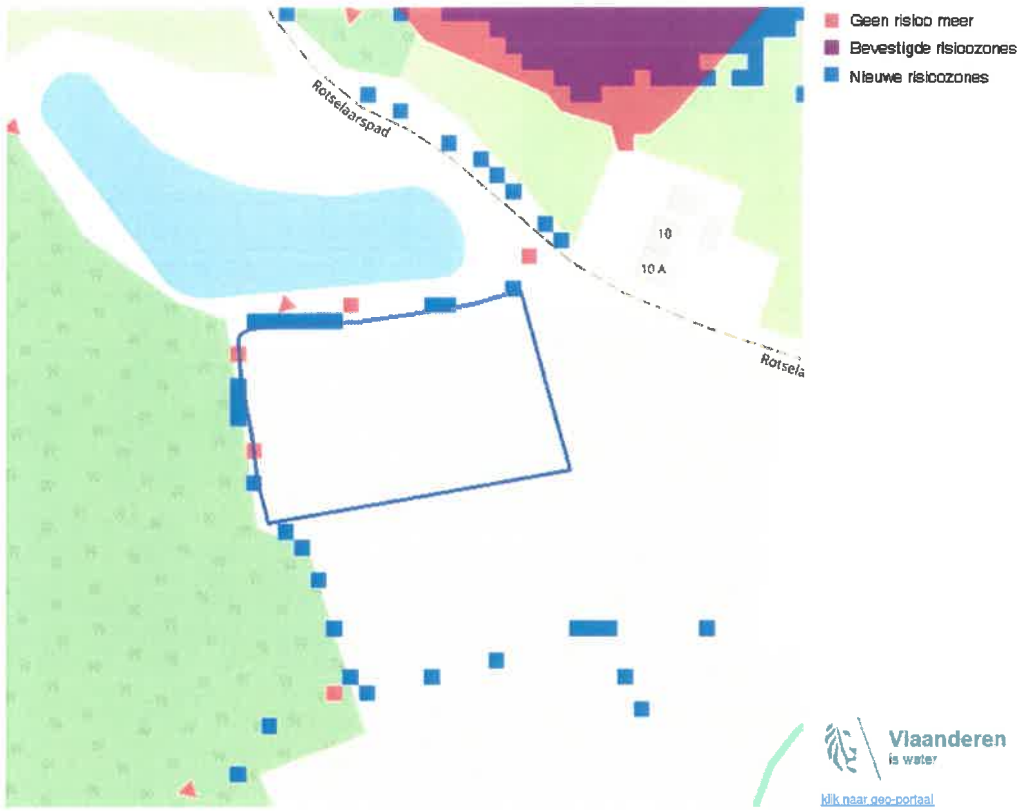 Geen risico meer
Bevestigde risicozones
Nieuwe risicozones
Rotselaarspad
10
10 A
Rotsela
Vlaanderen
is water
klik naar geo-portaal